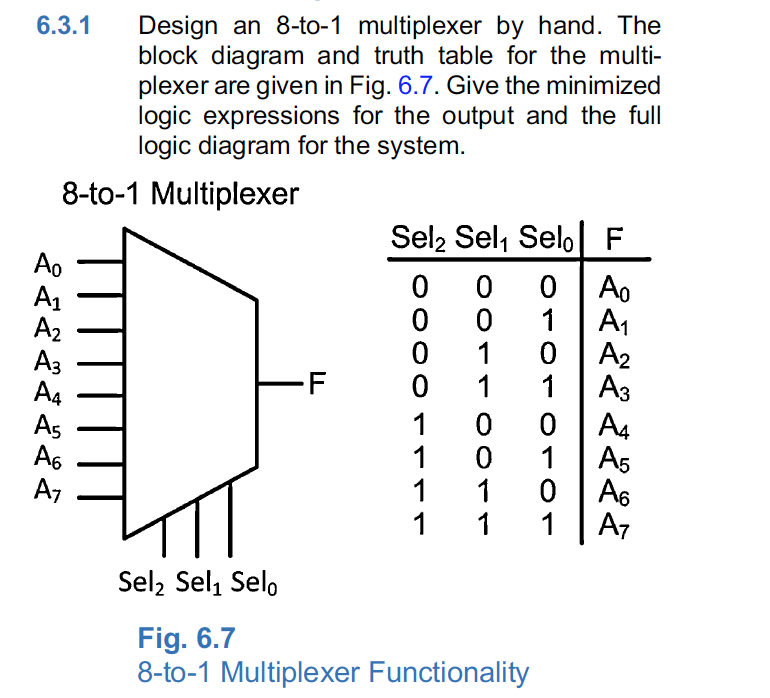 6.3.1 Design an 8-to-1 multiplexer by hand. The
block diagram and truth table for the multi-
plexer are given in Fig. 6.7. Give the minimized
logic expressions for the output and the full
logic diagram for the system.
8-to-1 Multiplexer
A₀
A₁
A₂
A₃
A₄
A₅
A₆
A₇
F
Sel₂ Sel₁ Sel₀
Sel₂ Sel₁ Sel₀ F
0 0 0 A₀
0 0 1 A₁
0 1 0 A₂
0 1 1 A₃
1 0 0 A₄
1 0 1 A₅
1 1 0 A₆
1 1 1 A₇
Fig. 6.7
8-to-1 Multiplexer Functionality